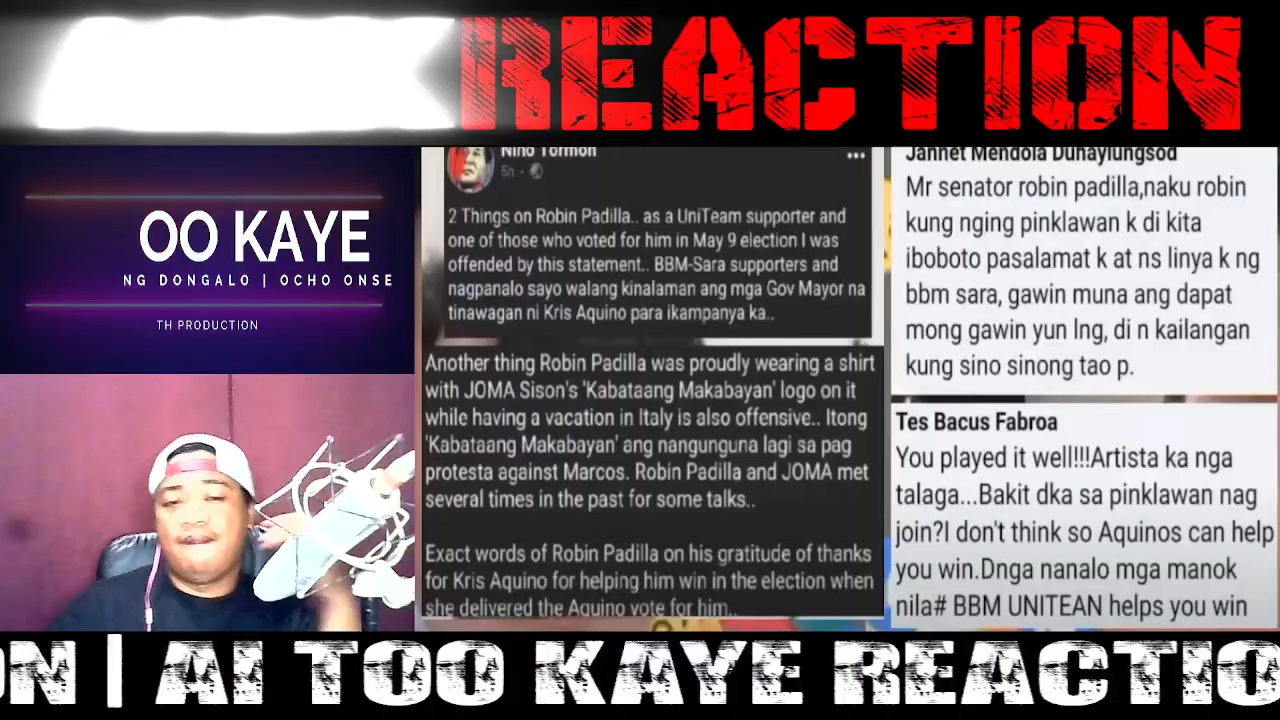 REACTION
OO KAYE
NG DONGALO | OCHO ONSE
TH PRODUCTION
Nino Tormon
5h
2 Things on Robin Padilla.. as a UniTeam supporter and
one of those who voted for him in May 9 election I was
offended by this statement.. BBM-Sara supporters and
nagpanalo sayo walang kinalaman ang mga Gov Mayor na
tinawagan ni Kris Aquino para ikampanya ka..
Another thing Robin Padilla was proudly wearing a shirt
with JOMA Sison's 'Kabataang Makabayan' logo on it
while having a vacation in Italy is also offensive.. Itong
'Kabataang Makabayan' ang nangunguna lagi sa pag
protesta against Marcos. Robin Padilla and JOMA met
several times in the past for some talks..
Exact words of Robin Padilla on his gratitude of thanks
for Kris Aquino for helping him win in the election when
she delivered the Aquino vote for him..
Jannet Mendola Duhaylungsod
Mr senator robin padilla,naku robin
kung nging pinklawan k di kita
iboboto pasalamat k at ns linya k ng
bbm sara, gawin muna ang dapat
mong gawin yun lng, di n kailangan
kung sino sinong tao p.
Tes Bacus Fabroa
You played it well!!!Artista ka nga
talaga...Bakit dka sa pinklawan nag
join?I don't think so Aquinos can help
you win.Dnga nanalo mga manok
nila# BBM UNITEAN helps you win
ON | AI TOO KAYE REACTIO